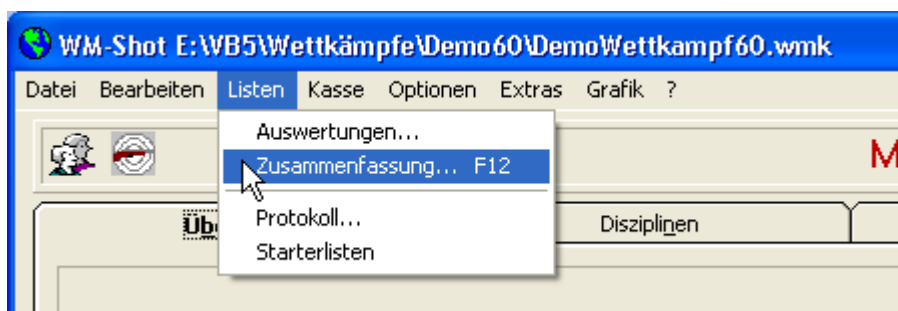 WM-Shot E:\VB5\Wettkämpfe\Demo60\DemoWettkampf60.wmk
Datei Bearbeiten Listen Kasse Optionen Extras Grafik ?
Auswertungen...
Zusammenfassung... F12
Protokoll...
Disziplinen
Starterlisten